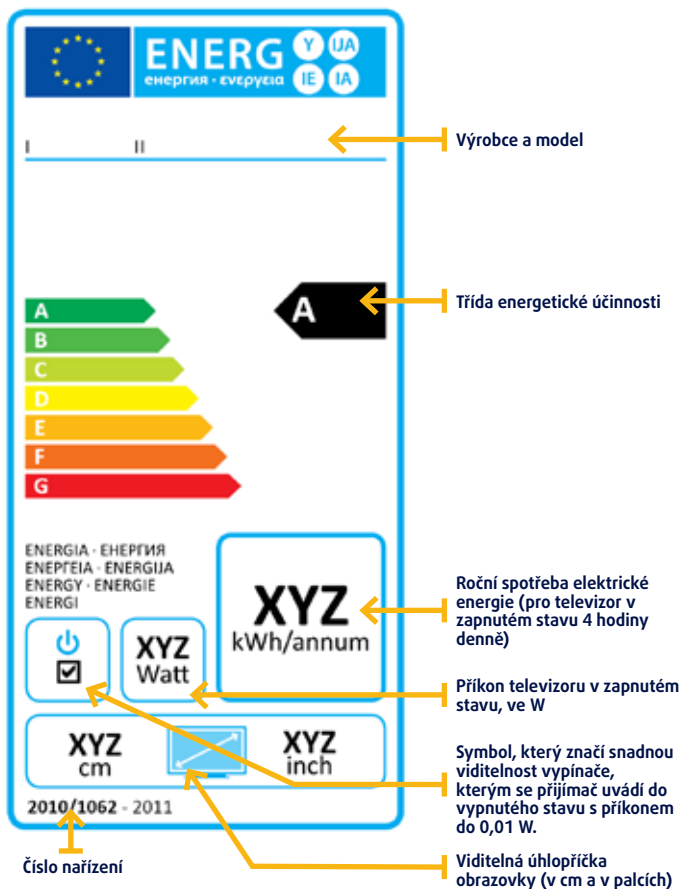 ENERG Y IJA
енергия · ενεργεια IE IA
I II
Výrobce a model
A
Třída energetické účinnosti
A
B
C
D
E
F
G
ENERGIA · ЕНЕРГИЯ
ΕΝΕΡΓΕΙΑ · ENERGIJA
ENERGY · ENERGIE
ENERGI
XYZ
kWh/annum
Roční spotřeba elektrické
energie (pro televizor v
zapnutém stavu 4 hodiny
denně)
XYZ
Watt
Příkon televizoru v zapnutém
stavu, ve W
Symbol, který značí snadnou
viditelnost vypínače,
kterým se přijímač uvádí do
vypnutého stavu s příkonem
do 0,01 W.
XYZ
cm
XYZ
inch
2010/1062 - 2011
Číslo nařízení
Viditelná úhlopříčka
obrazovky (v cm a v palcích)